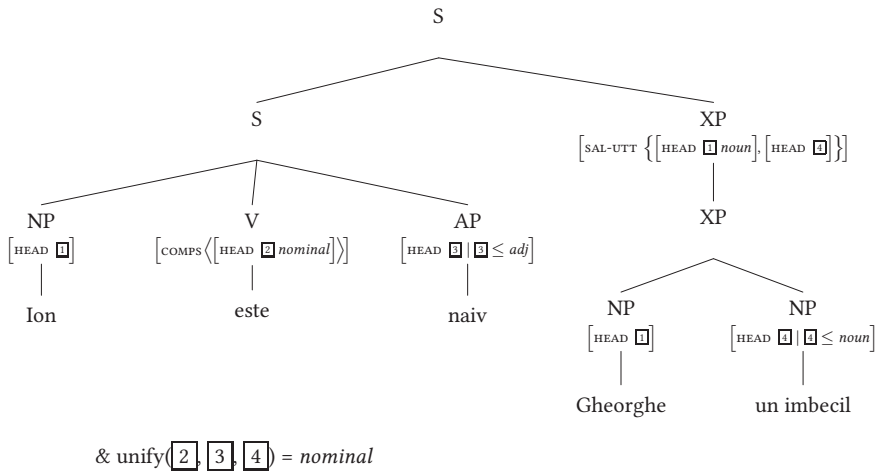 S
S XP
[SAL-UTT {[HEAD 1 noun], [HEAD 4]}]
NP V AP XP
[HEAD 1] [COMPS ⟨[HEAD 2 nominal]⟩] [HEAD 3 | 3 ≤ adj]
Ion este naiv
NP NP
[HEAD 1] [HEAD 4 | 4 ≤ noun]
Gheorghe un imbecil
& unify(2, 3, 4) = nominal